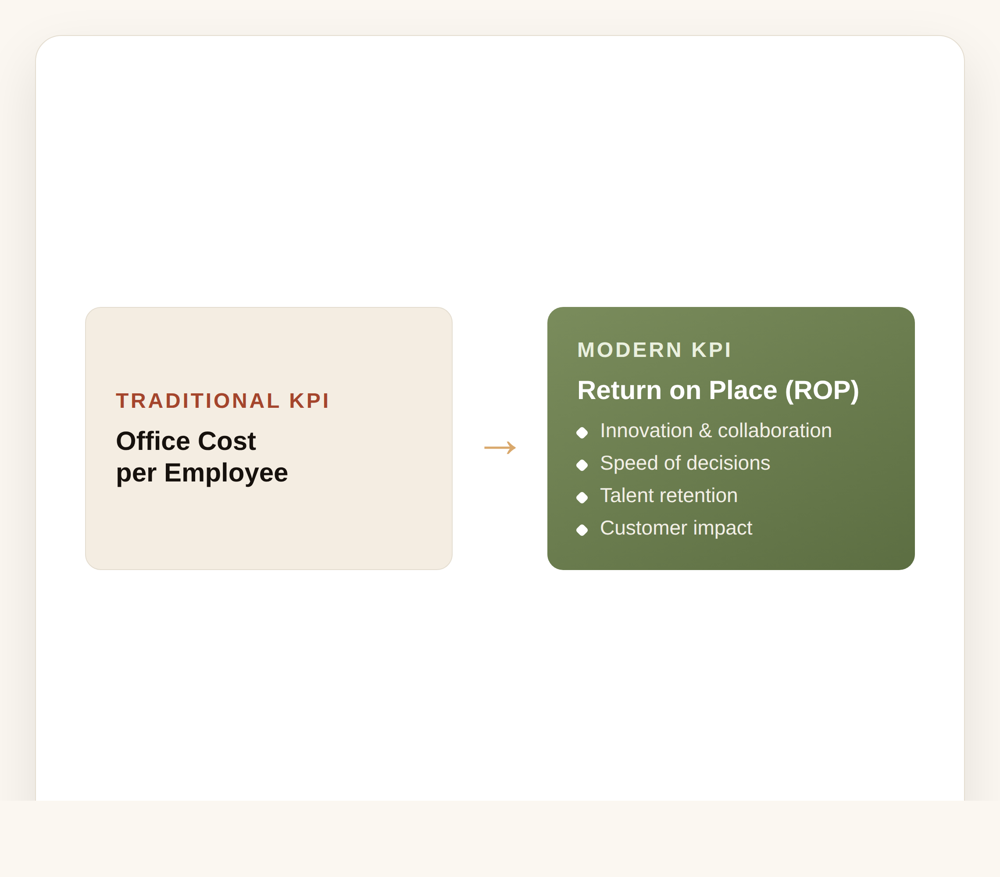 TRADITIONAL KPI
Office Cost
per Employee
→
MODERN KPI
Return on Place (ROP)
Innovation & collaboration
Speed of decisions
Talent retention
Customer impact